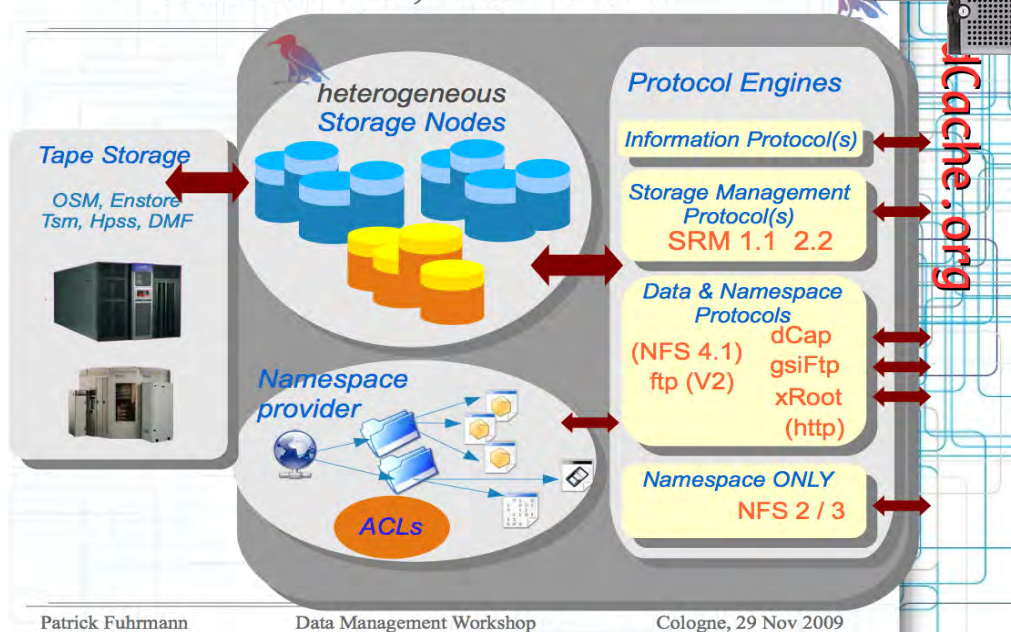 heterogeneous
Storage Nodes
Tape Storage
OSM, Enstore
Tsm, Hpss, DMF
Namespace
provider
ACLs
Protocol Engines
Information Protocol(s)
Storage Management
Protocol(s)
SRM 1.1 2.2
Data & Namespace
Protocols
(NFS 4.1)
ftp (V2)
dCap
gsiFtp
xRoot
(http)
Namespace ONLY
NFS 2 / 3
dCache.org
Patrick Fuhrmann
Data Management Workshop
Cologne, 29 Nov 2009